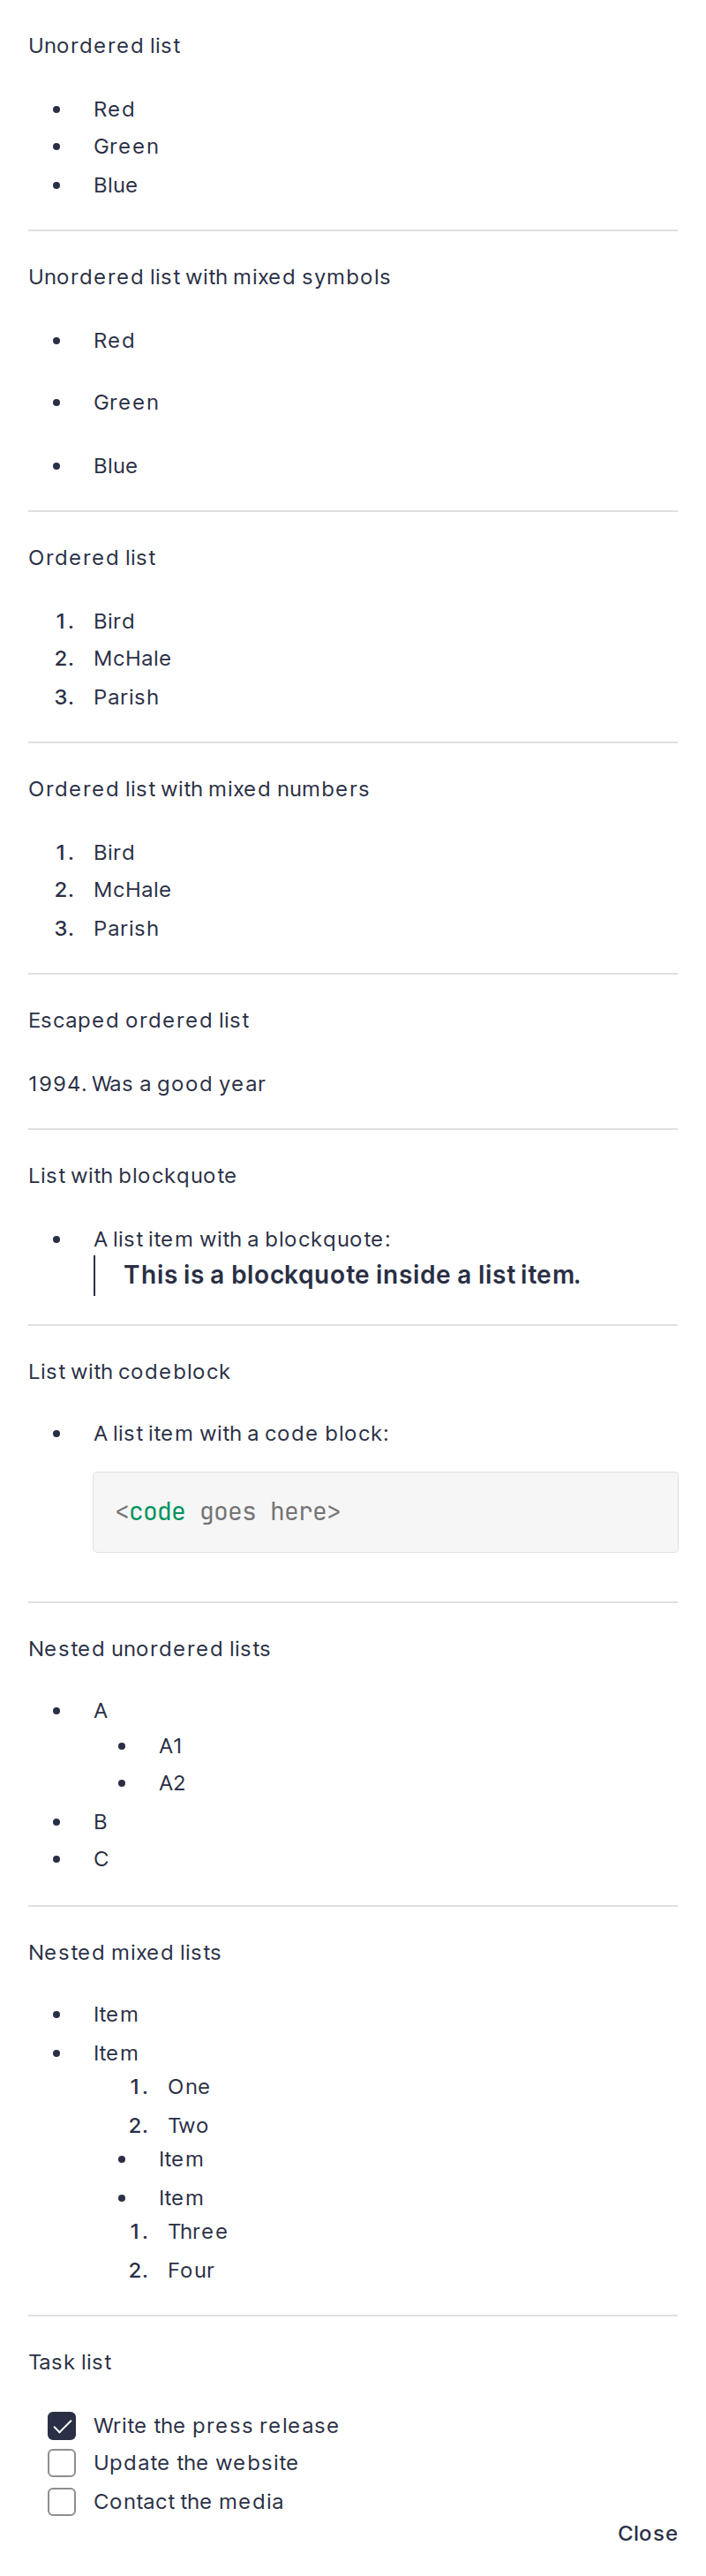 Unordered list
• Red
• Green
• Blue
Unordered list with mixed symbols
• Red
• Green
• Blue
Ordered list
1. Bird
2. McHale
3. Parish
Ordered list with mixed numbers
1. Bird
2. McHale
3. Parish
Escaped ordered list
1994. Was a good year
List with blockquote
• A list item with a blockquote:
This is a blockquote inside a list item.
List with codeblock
• A list item with a code block:
<code goes here>
Nested unordered lists
• A
• A1
• A2
• B
• C
Nested mixed lists
• Item
• Item
1. One
2. Two
• Item
• Item
1. Three
2. Four
Task list
Write the press release
Update the website
Contact the media
Close